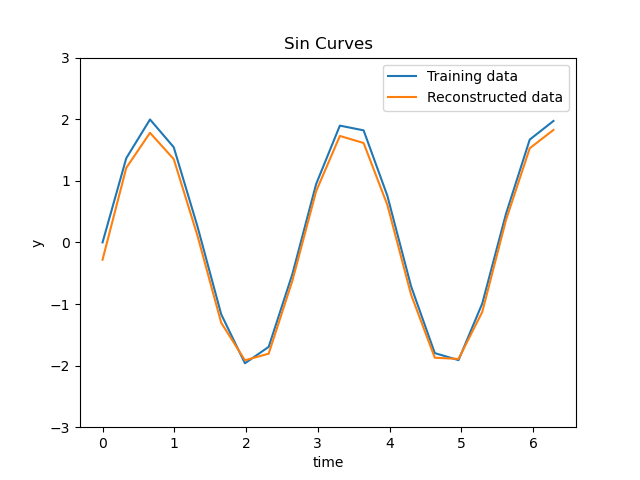 Sin Curves
3
2
1
0
−1
−2
−3
y
Training data
Reconstructed data
0 1 2 3 4 5 6
time